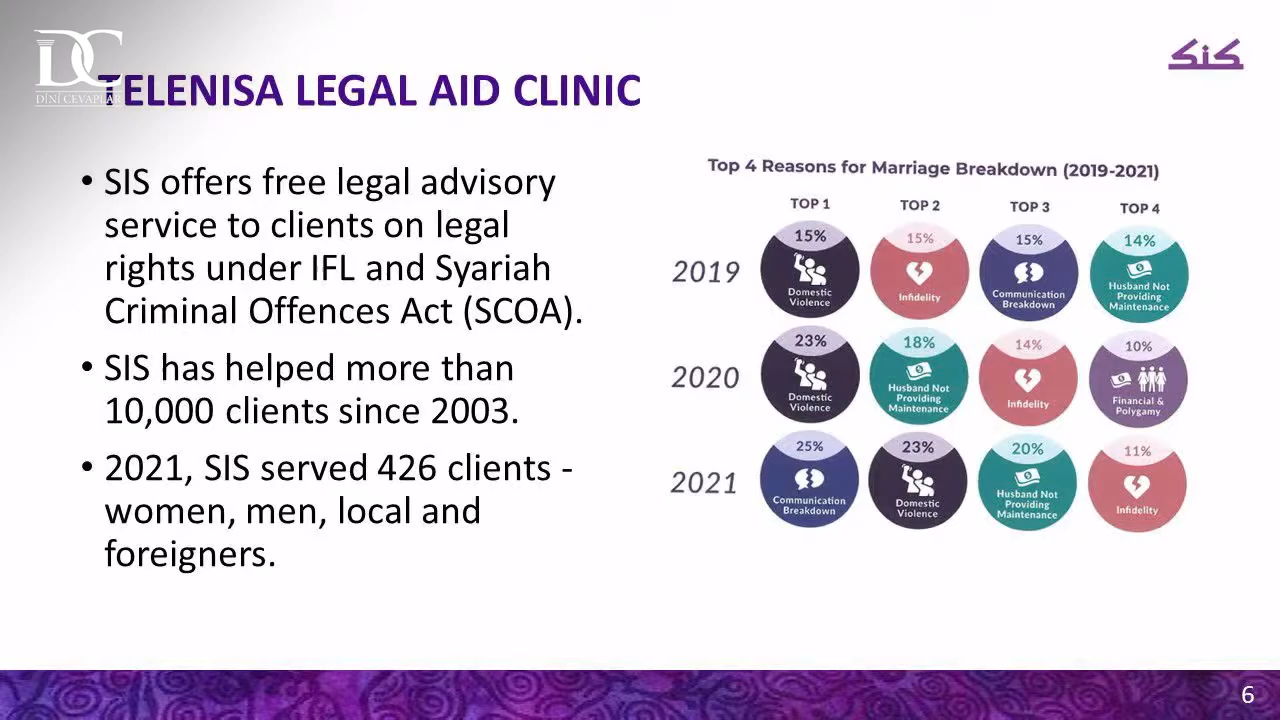 DC
DİNİ CEVAPLAR
TELENISA LEGAL AID CLINIC
• SIS offers free legal advisory
service to clients on legal
rights under IFL and Syariah
Criminal Offences Act (SCOA).
• SIS has helped more than
10,000 clients since 2003.
• 2021, SIS served 426 clients -
women, men, local and
foreigners.
Top 4 Reasons for Marriage Breakdown (2019-2021)
TOP 1 TOP 2 TOP 3 TOP 4
2019
15%
Domestic
Violence
15%
Infidelity
15%
Communication
Breakdown
14%
Husband Not
Providing
Maintenance
2020
23%
Domestic
Violence
18%
Husband Not
Providing
Maintenance
14%
Infidelity
10%
Financial &
Polygamy
2021
25%
Communication
Breakdown
23%
Domestic
Violence
20%
Husband Not
Providing
Maintenance
11%
Infidelity
6